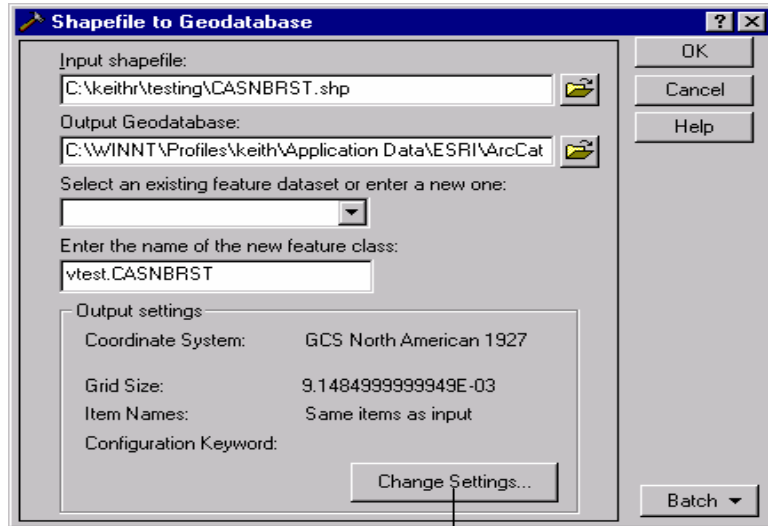 Shapefile to Geodatabase
Input shapefile:
C:\keithr\testing\CASNBRST.shp
Output Geodatabase:
C:\WINNT\Profiles\keith\Application Data\ESRI\ArcCat
Select an existing feature dataset or enter a new one:
Enter the name of the new feature class:
vtest.CASNBRST
Output settings
Coordinate System: GCS North American 1927
Grid Size: 9.1484999999949E-03
Item Names: Same items as input
Configuration Keyword:
Change Settings...
OK
Cancel
Help
Batch